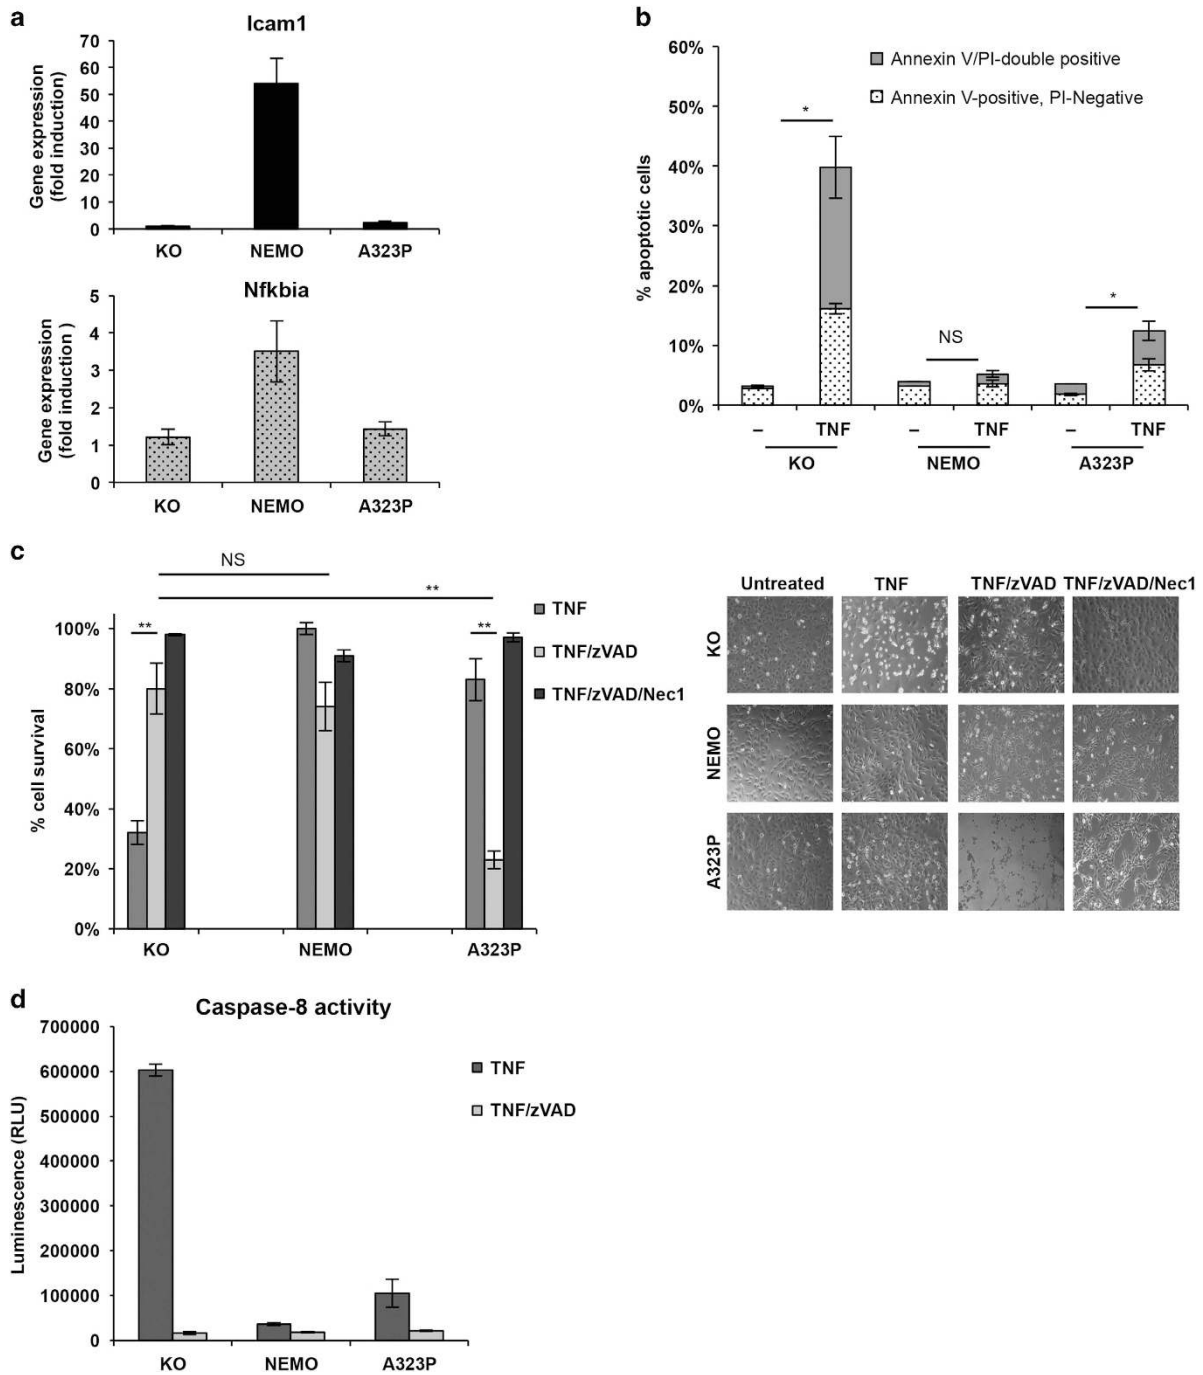 a
Icam1
Gene expression
(fold induction)
70
60
50
40
30
20
10
0
KO NEMO A323P
Nfkbia
Gene expression
(fold induction )
5
4
3
2
1
0
KO NEMO A323P
b
% apoptotic cells
60%
50%
40%
30%
20%
10%
0%
Annexin V/PI-double positive
Annexin V-positive, PI-Negative
*
NS
*
– TNF – TNF – TNF
KO NEMO A323P
c
NS
**
** **
% cell survival
100%
80%
60%
40%
20%
0%
KO NEMO A323P
TNF
TNF/zVAD
TNF/zVAD/Nec1
Untreated TNF TNF/zVAD TNF/zVAD/Nec1
KO
NEMO
A323P
d
Caspase-8 activity
Luminescence (RLU)
700000
600000
500000
400000
300000
200000
100000
0
KO NEMO A323P
TNF
TNF/zVAD